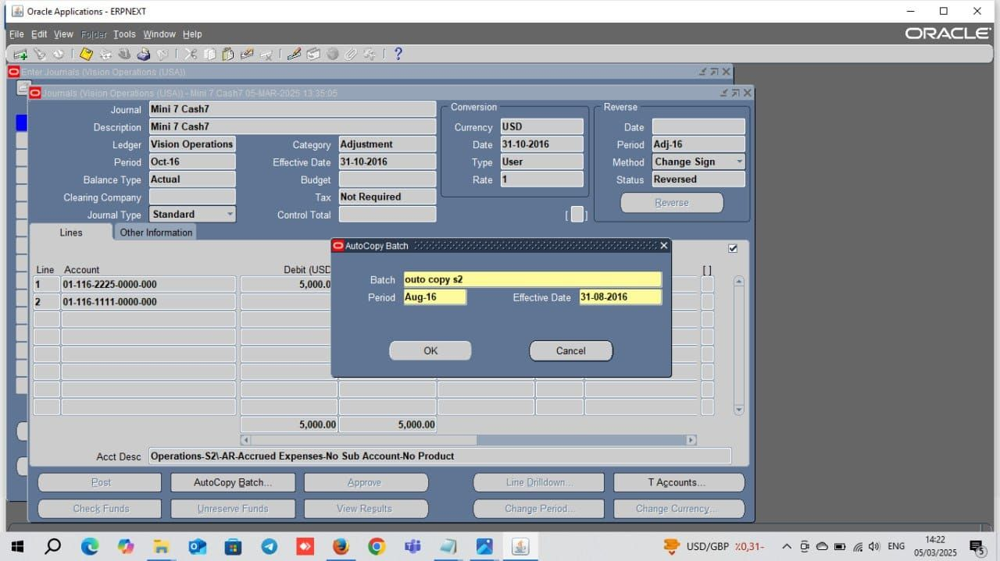 Oracle Applications - ERPNEXT
File Edit View Folder Tools Window Help
ORACLE
Enter Journals (Vision Operations (USA))
Journals (Vision Operations (USA)) - Mini 7 Cash7 05-MAR-2025 13:35:05
Journal Mini 7 Cash7
Description Mini 7 Cash7
Ledger Vision Operations Category Adjustment
Period Oct-16 Effective Date 31-10-2016
Balance Type Actual Budget
Clearing Company Tax Not Required
Journal Type Standard Control Total
Conversion
Currency USD
Date 31-10-2016
Type User
Rate 1
Reverse
Date
Period Adj-16
Method Change Sign
Status Reversed
Reverse
[ ]
Lines Other Information
Line Account Debit (USD [ ]
1 01-116-2225-0000-000 5,000.0
2 01-116-1111-0000-000
AutoCopy Batch
Batch outo copy s2
Period Aug-16 Effective Date 31-08-2016
OK Cancel
5,000.00 5,000.00
Acct Desc Operations-S2\AR-Accrued Expenses-No Sub Account-No Product
Post AutoCopy Batch... Approve Line Drilldown... T Accounts...
Check Funds Unreserve Funds View Results Change Period... Change Currency...
USD/GBP ٪0,31-
ENG
14:22
05/03/2025
5